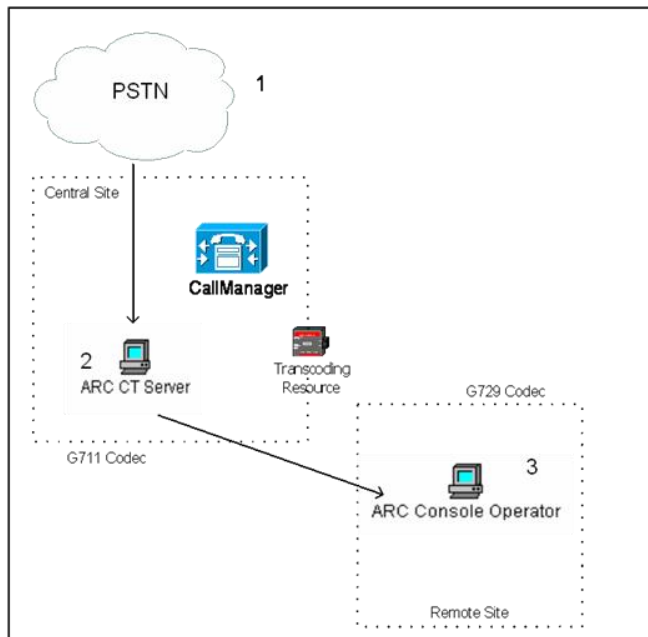 PSTN
1
Central Site
CallManager
2
ARC CT Server
Transcoding
Resource
G711 Codec
G729 Codec
3
ARC Console Operator
Remote Site